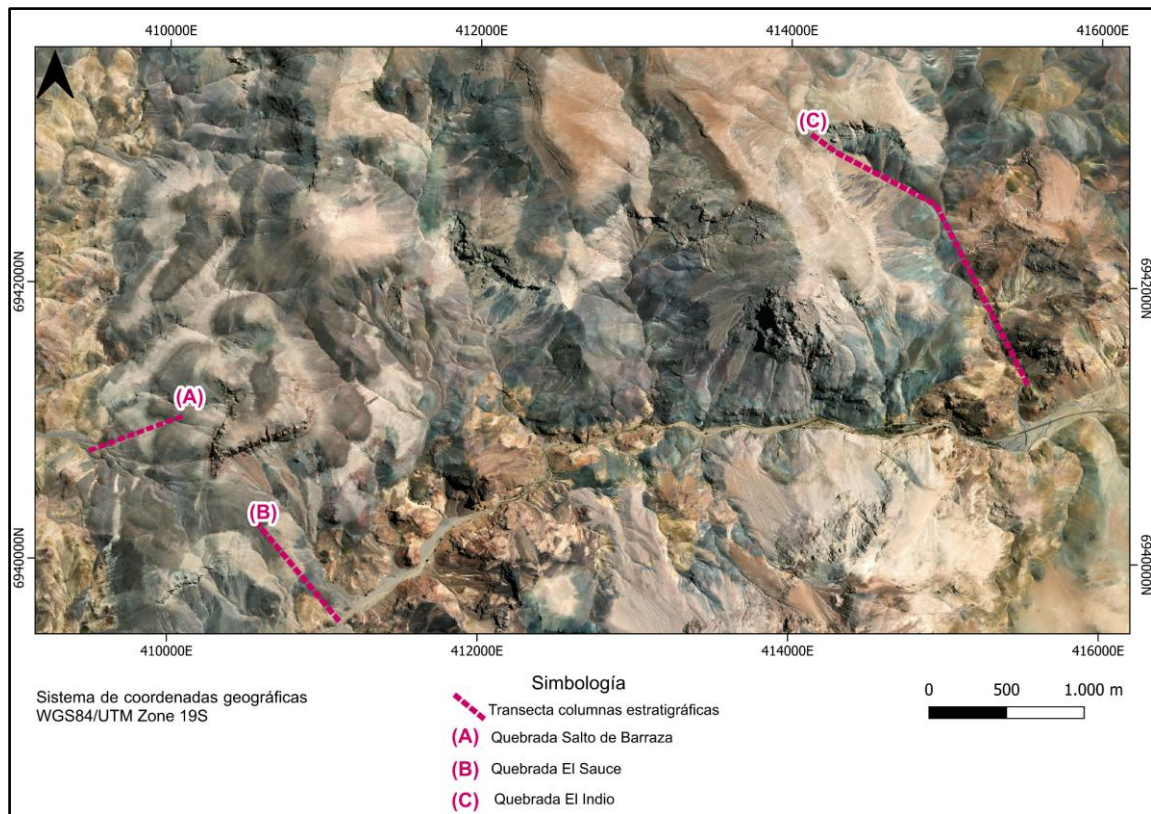 410000E 412000E 414000E 416000E
(C)
6942000N 6942000N
(A)
(B)
6940000N 6940000N
410000E 412000E 414000E 416000E
Sistema de coordenadas geográficas
WGS84/UTM Zone 19S
Simbología
Transecta columnas estratigráficas
(A) Quebrada Salto de Barraza
(B) Quebrada El Sauce
(C) Quebrada El Indio
0 500 1.000 m